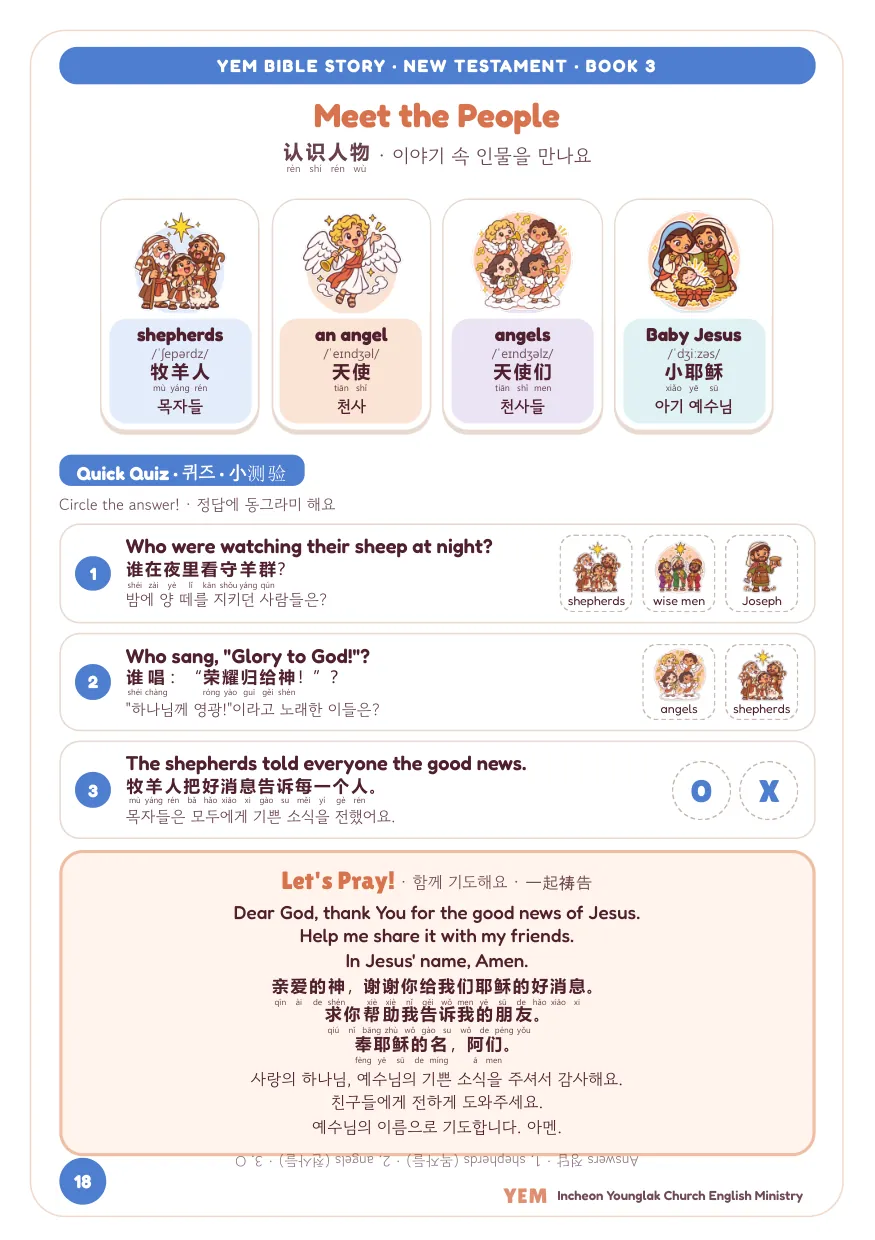 YEM BIBLE STORY · NEW TESTAMENT · BOOK 3
Meet the People
认识人物 · 이야기 속 인물을 만나요
rèn shi rén wù
shepherds
/ˈʃepərdz/
牧羊人
mù yáng rén
목자들
an angel
/ˈeɪndʒəl/
天使
tiān shǐ
천사
angels
/ˈeɪndʒəlz/
天使们
tiān shǐ men
천사들
Baby Jesus
/ˈdʒiːzəs/
小耶稣
xiǎo yē sū
아기 예수님
Quick Quiz · 퀴즈 · 小测验
Circle the answer! · 정답에 동그라미 해요
1
Who were watching their sheep at night?
谁在夜里看守羊群?
shéi zài yè lǐ kān shǒu yáng qún
밤에 양 떼를 지키던 사람들은?
shepherds
wise men
Joseph
2
Who sang, "Glory to God!"?
谁唱：“荣耀归给神！”？
shéi chàng róng yào guī gěi shén
"하나님께 영광!"이라고 노래한 이들은?
angels
shepherds
3
The shepherds told everyone the good news.
牧羊人把好消息告诉每一个人。
mù yáng rén bǎ hǎo xiāo xi gào su měi yí gè rén
목자들은 모두에게 기쁜 소식을 전했어요.
O
X
Let's Pray! · 함께 기도해요 · 一起祷告
Dear God, thank You for the good news of Jesus.
Help me share it with my friends.
In Jesus' name, Amen.
亲爱的神，谢谢你给我们耶稣的好消息。
qīn ài de shén xiè xiè nǐ gěi wǒ men yē sū de hǎo xiāo xi
求你帮助我告诉我的朋友。
qiú nǐ bāng zhù wǒ gào su wǒ de péng yǒu
奉耶稣的名，阿们。
fèng yē sū de míng ā men
사랑의 하나님, 예수님의 기쁜 소식을 주셔서 감사해요.
친구들에게 전하게 도와주세요.
예수님의 이름으로 기도합니다. 아멘.
Answers 정답 · 1. shepherds (목자들) · 2. angels (천사들) · 3. O
18
YEM Incheon Younglak Church English Ministry